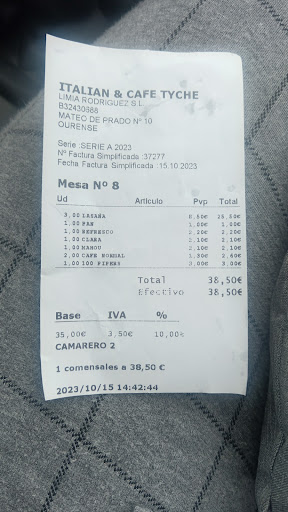 ITALIAN & CAFE TYCHE
LIMIA RODRIGUEZ S.L.
B32430688
MATEO DE PRADO Nº 10
OURENSE
Serie :SERIE A 2023
Nº Factura Simplificada :37277
Fecha Factura Simplificada :15.10.2023
Mesa Nº 8
Ud Articulo Pvp Total
3,00 LASAÑA 8,50€ 25,50€
1,00 PAN 1,00€ 1,00€
1,00 REFRESCO 2,20€ 2,20€
1,00 CLARA 2,10€ 2,10€
1,00 MAHOU 2,10€ 2,10€
2,00 CAFE NORMAL 1,30€ 2,60€
1,00 3,00€ 3,00€
Total 38,50€
Efectivo 38,50€
Base IVA %
35,00€ 3,50€ 10,00%
CAMARERO 2
1 comensales a 38,50 €
2023/10/15 14:42:44